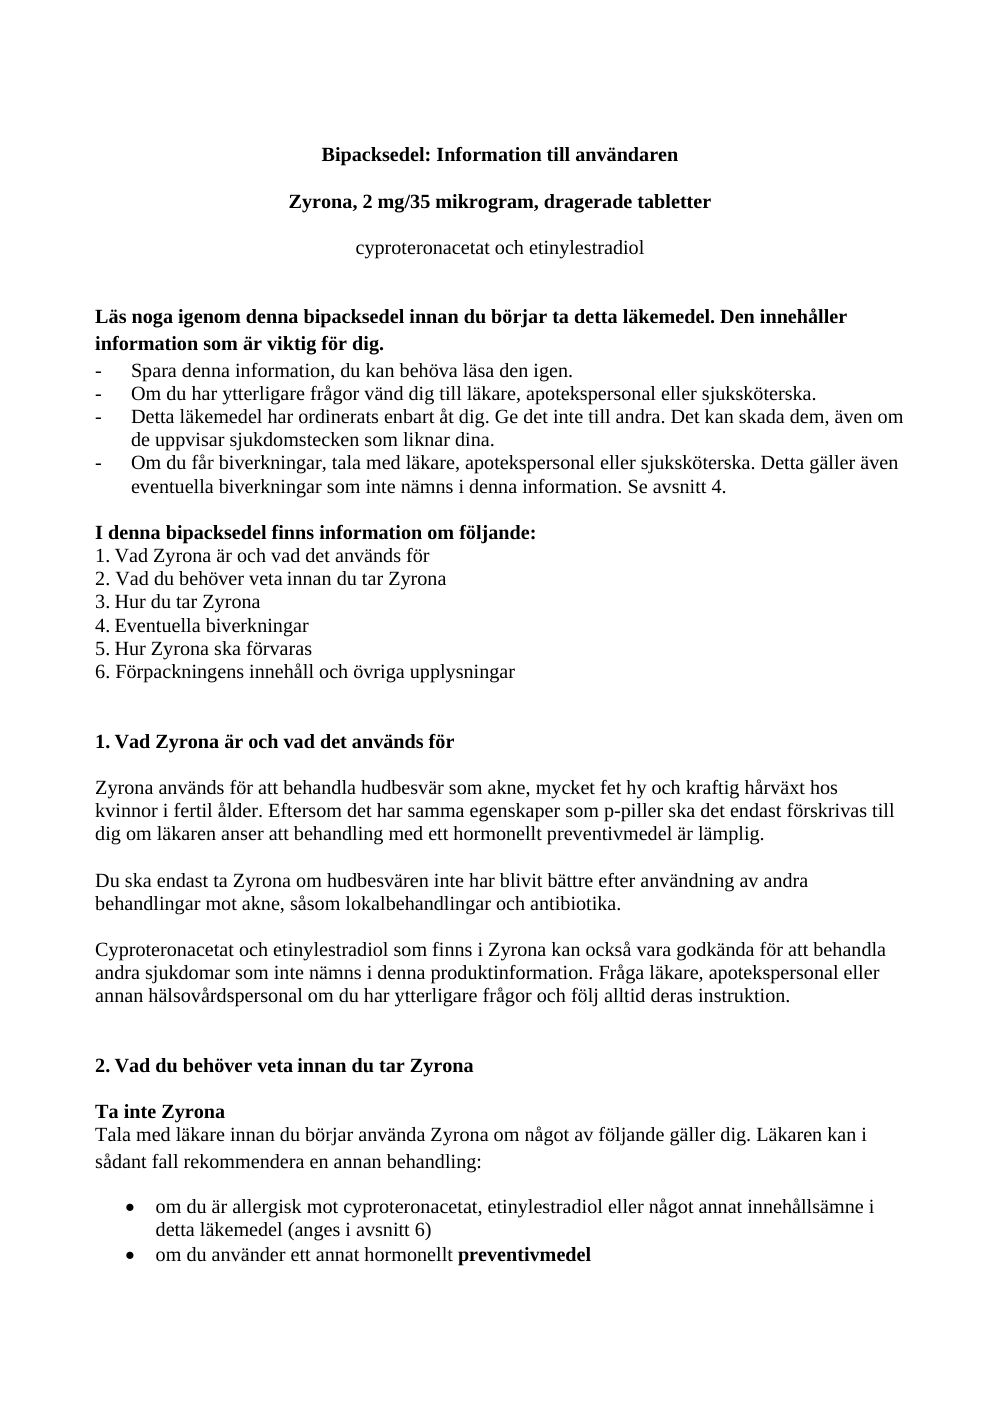 Bipacksedel: Information till användaren
Zyrona, 2 mg/35 mikrogram, dragerade tabletter
cyproteronacetat och etinylestradiol
Läs noga igenom denna bipacksedel innan du börjar ta detta läkemedel. Den innehåller
information som är viktig för dig.
- Spara denna information, du kan behöva läsa den igen.
- Om du har ytterligare frågor vänd dig till läkare, apotekspersonal eller sjuksköterska.
- Detta läkemedel har ordinerats enbart åt dig. Ge det inte till andra. Det kan skada dem, även om
de uppvisar sjukdomstecken som liknar dina.
- Om du får biverkningar, tala med läkare, apotekspersonal eller sjuksköterska. Detta gäller även
eventuella biverkningar som inte nämns i denna information. Se avsnitt 4.
I denna bipacksedel finns information om följande:
1. Vad Zyrona är och vad det används för
2. Vad du behöver veta innan du tar Zyrona
3. Hur du tar Zyrona
4. Eventuella biverkningar
5. Hur Zyrona ska förvaras
6. Förpackningens innehåll och övriga upplysningar
1. Vad Zyrona är och vad det används för
Zyrona används för att behandla hudbesvär som akne, mycket fet hy och kraftig hårväxt hos
kvinnor i fertil ålder. Eftersom det har samma egenskaper som p-piller ska det endast förskrivas till
dig om läkaren anser att behandling med ett hormonellt preventivmedel är lämplig.
Du ska endast ta Zyrona om hudbesvären inte har blivit bättre efter användning av andra
behandlingar mot akne, såsom lokalbehandlingar och antibiotika.
Cyproteronacetat och etinylestradiol som finns i Zyrona kan också vara godkända för att behandla
andra sjukdomar som inte nämns i denna produktinformation. Fråga läkare, apotekspersonal eller
annan hälsovårdspersonal om du har ytterligare frågor och följ alltid deras instruktion.
2. Vad du behöver veta innan du tar Zyrona
Ta inte Zyrona
Tala med läkare innan du börjar använda Zyrona om något av följande gäller dig. Läkaren kan i
sådant fall rekommendera en annan behandling:
• om du är allergisk mot cyproteronacetat, etinylestradiol eller något annat innehållsämne i
detta läkemedel (anges i avsnitt 6)
• om du använder ett annat hormonellt preventivmedel